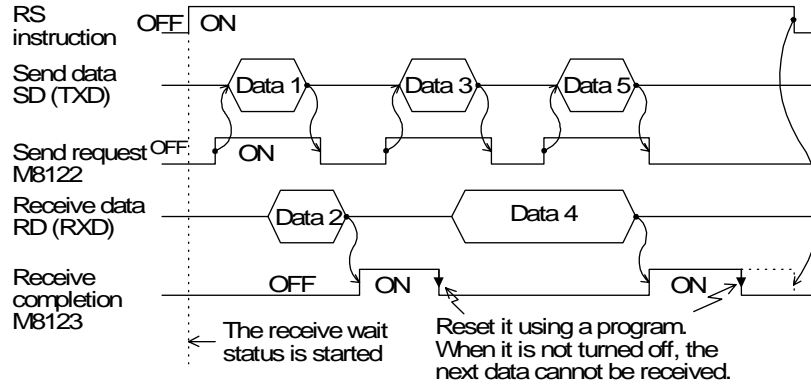 RS
instruction
OFF
ON
Send data
SD (TXD)
Data 1
Data 3
Data 5
Send request
M8122
OFF
ON
Receive data
RD (RXD)
Data 2
Data 4
Receive
completion
M8123
OFF
ON
ON
The receive wait
status is started
Reset it using a program.
When it is not turned off, the
next data cannot be received.